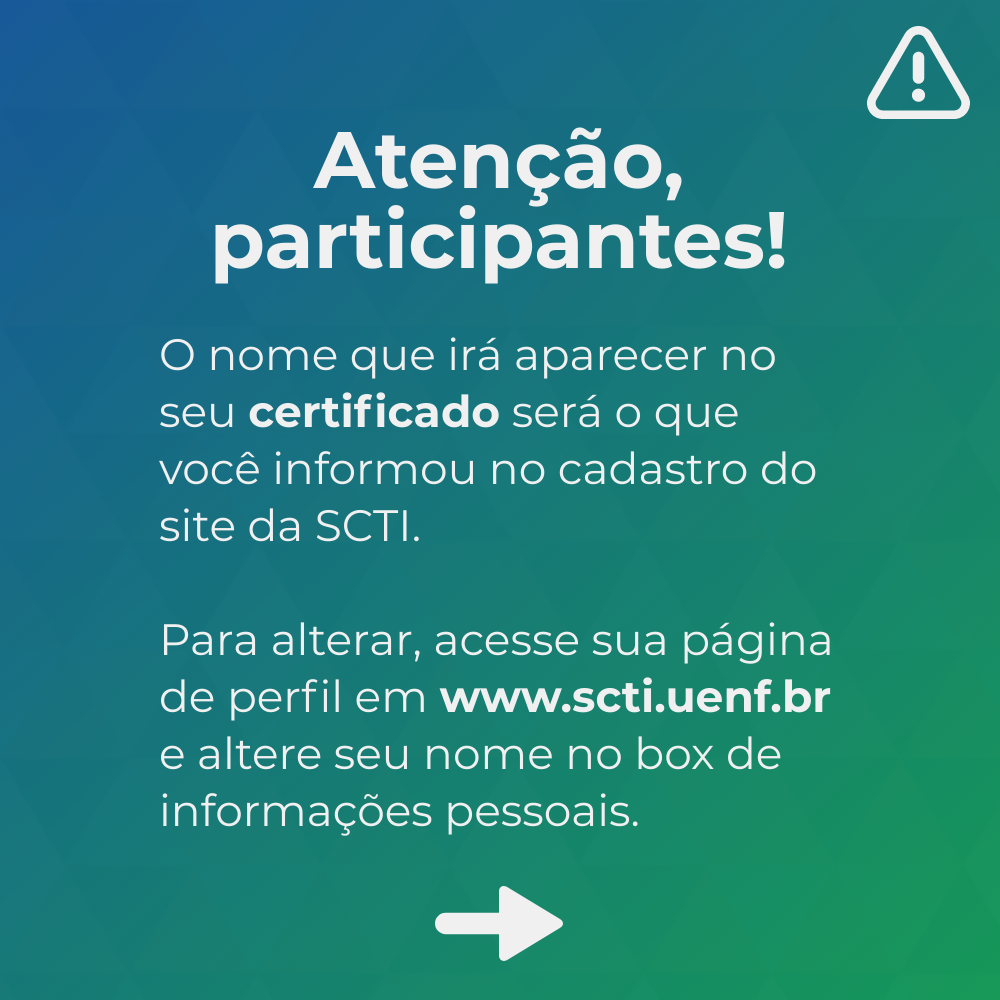 Atenção,
participantes!
O nome que irá aparecer no
seu certificado será o que
você informou no cadastro do
site da SCTI.
Para alterar, acesse sua página
de perfil em www.scti.uenf.br
e altere seu nome no box de
informações pessoais.